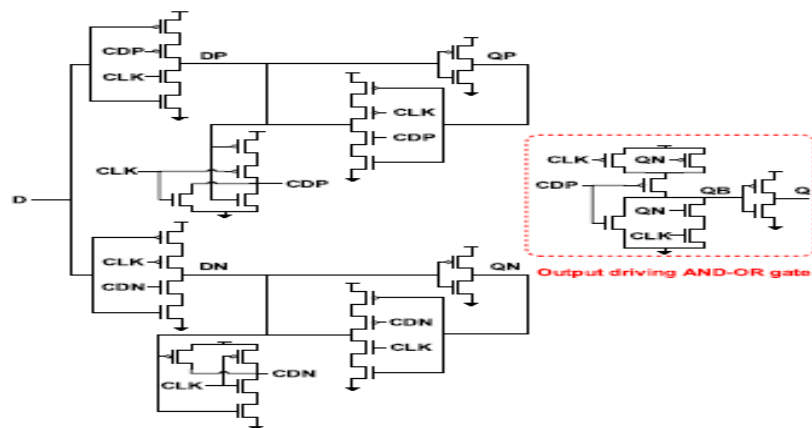 CDP
DP
QP
CLK
CLK
CDP
CLK
CDP
CLK
QN
CDP
QB
Q
QN
CLK
Output driving AND-OR gate
D
CLK
DN
QN
CDN
CDN
CLK
CLK
CDN